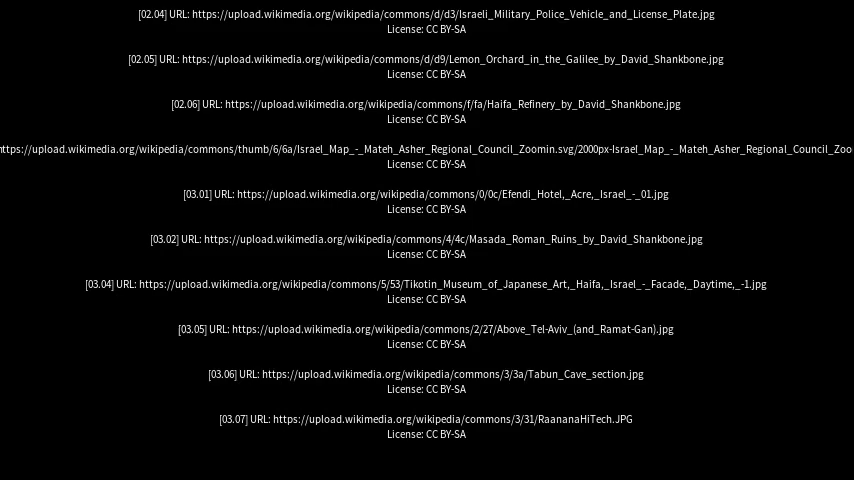 [02.04] URL: https://upload.wikimedia.org/wikipedia/commons/d/d3/Israeli_Military_Police_Vehicle_and_License_Plate.jpg
License: CC BY-SA
[02.05] URL: https://upload.wikimedia.org/wikipedia/commons/d/d9/Lemon_Orchard_in_the_Galilee_by_David_Shankbone.jpg
License: CC BY-SA
[02.06] URL: https://upload.wikimedia.org/wikipedia/commons/f/fa/Haifa_Refinery_by_David_Shankbone.jpg
License: CC BY-SA
ttps://upload.wikimedia.org/wikipedia/commons/thumb/6/6a/Israel_Map_-_Mateh_Asher_Regional_Council_Zoomin.svg/2000px-Israel_Map_-_Mateh_Asher_Regional_Council_Zoo
License: CC BY-SA
[03.01] URL: https://upload.wikimedia.org/wikipedia/commons/0/0c/Efendi_Hotel,_Acre,_Israel_-_01.jpg
License: CC BY-SA
[03.02] URL: https://upload.wikimedia.org/wikipedia/commons/4/4c/Masada_Roman_Ruins_by_David_Shankbone.jpg
License: CC BY-SA
[03.04] URL: https://upload.wikimedia.org/wikipedia/commons/5/53/Tikotin_Museum_of_Japanese_Art,_Haifa,_Israel_-_Facade,_Daytime,_-1.jpg
License: CC BY-SA
[03.05] URL: https://upload.wikimedia.org/wikipedia/commons/2/27/Above_Tel-Aviv_(and_Ramat-Gan).jpg
License: CC BY-SA
[03.06] URL: https://upload.wikimedia.org/wikipedia/commons/3/3a/Tabun_Cave_section.jpg
License: CC BY-SA
[03.07] URL: https://upload.wikimedia.org/wikipedia/commons/3/31/RaananaHiTech.JPG
License: CC BY-SA